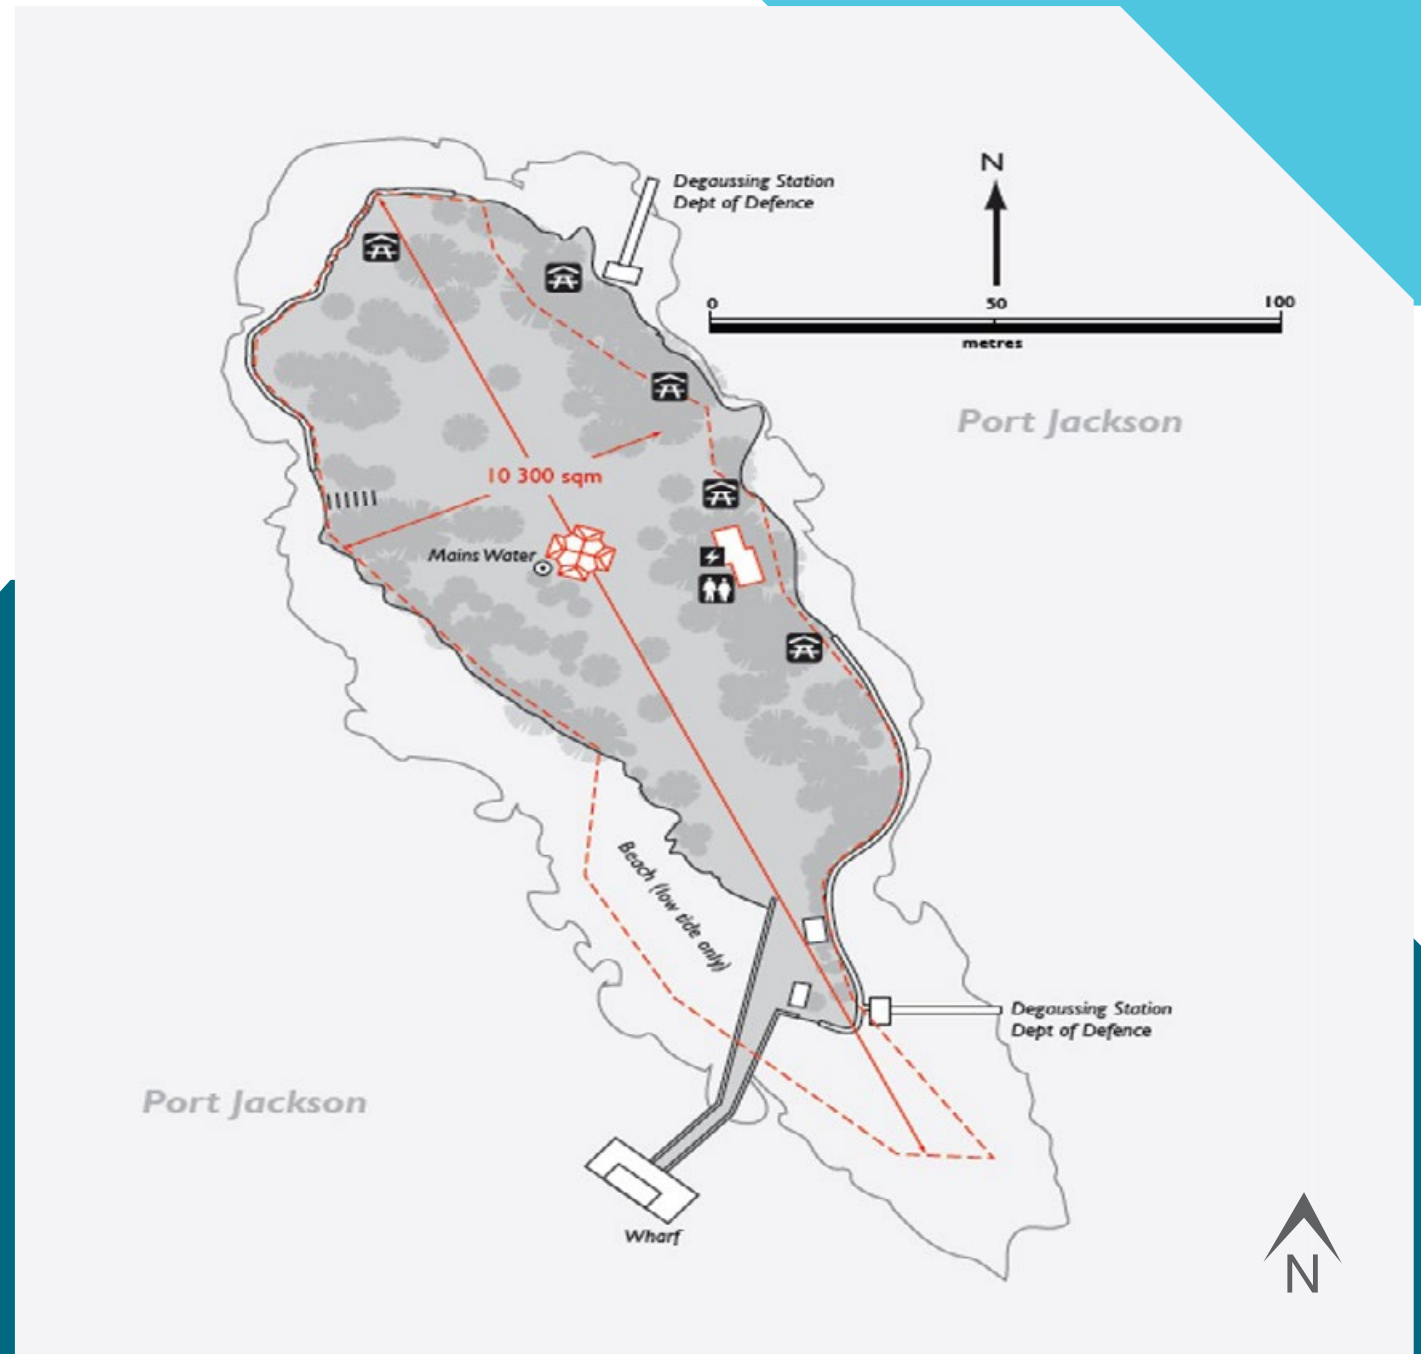 Degaussing Station
Dept of Defence
N
0 50 100
metres
Port Jackson
10 300 sqm
Mains Water
Beach (low tide only)
Degaussing Station
Dept of Defence
Port Jackson
Wharf
N